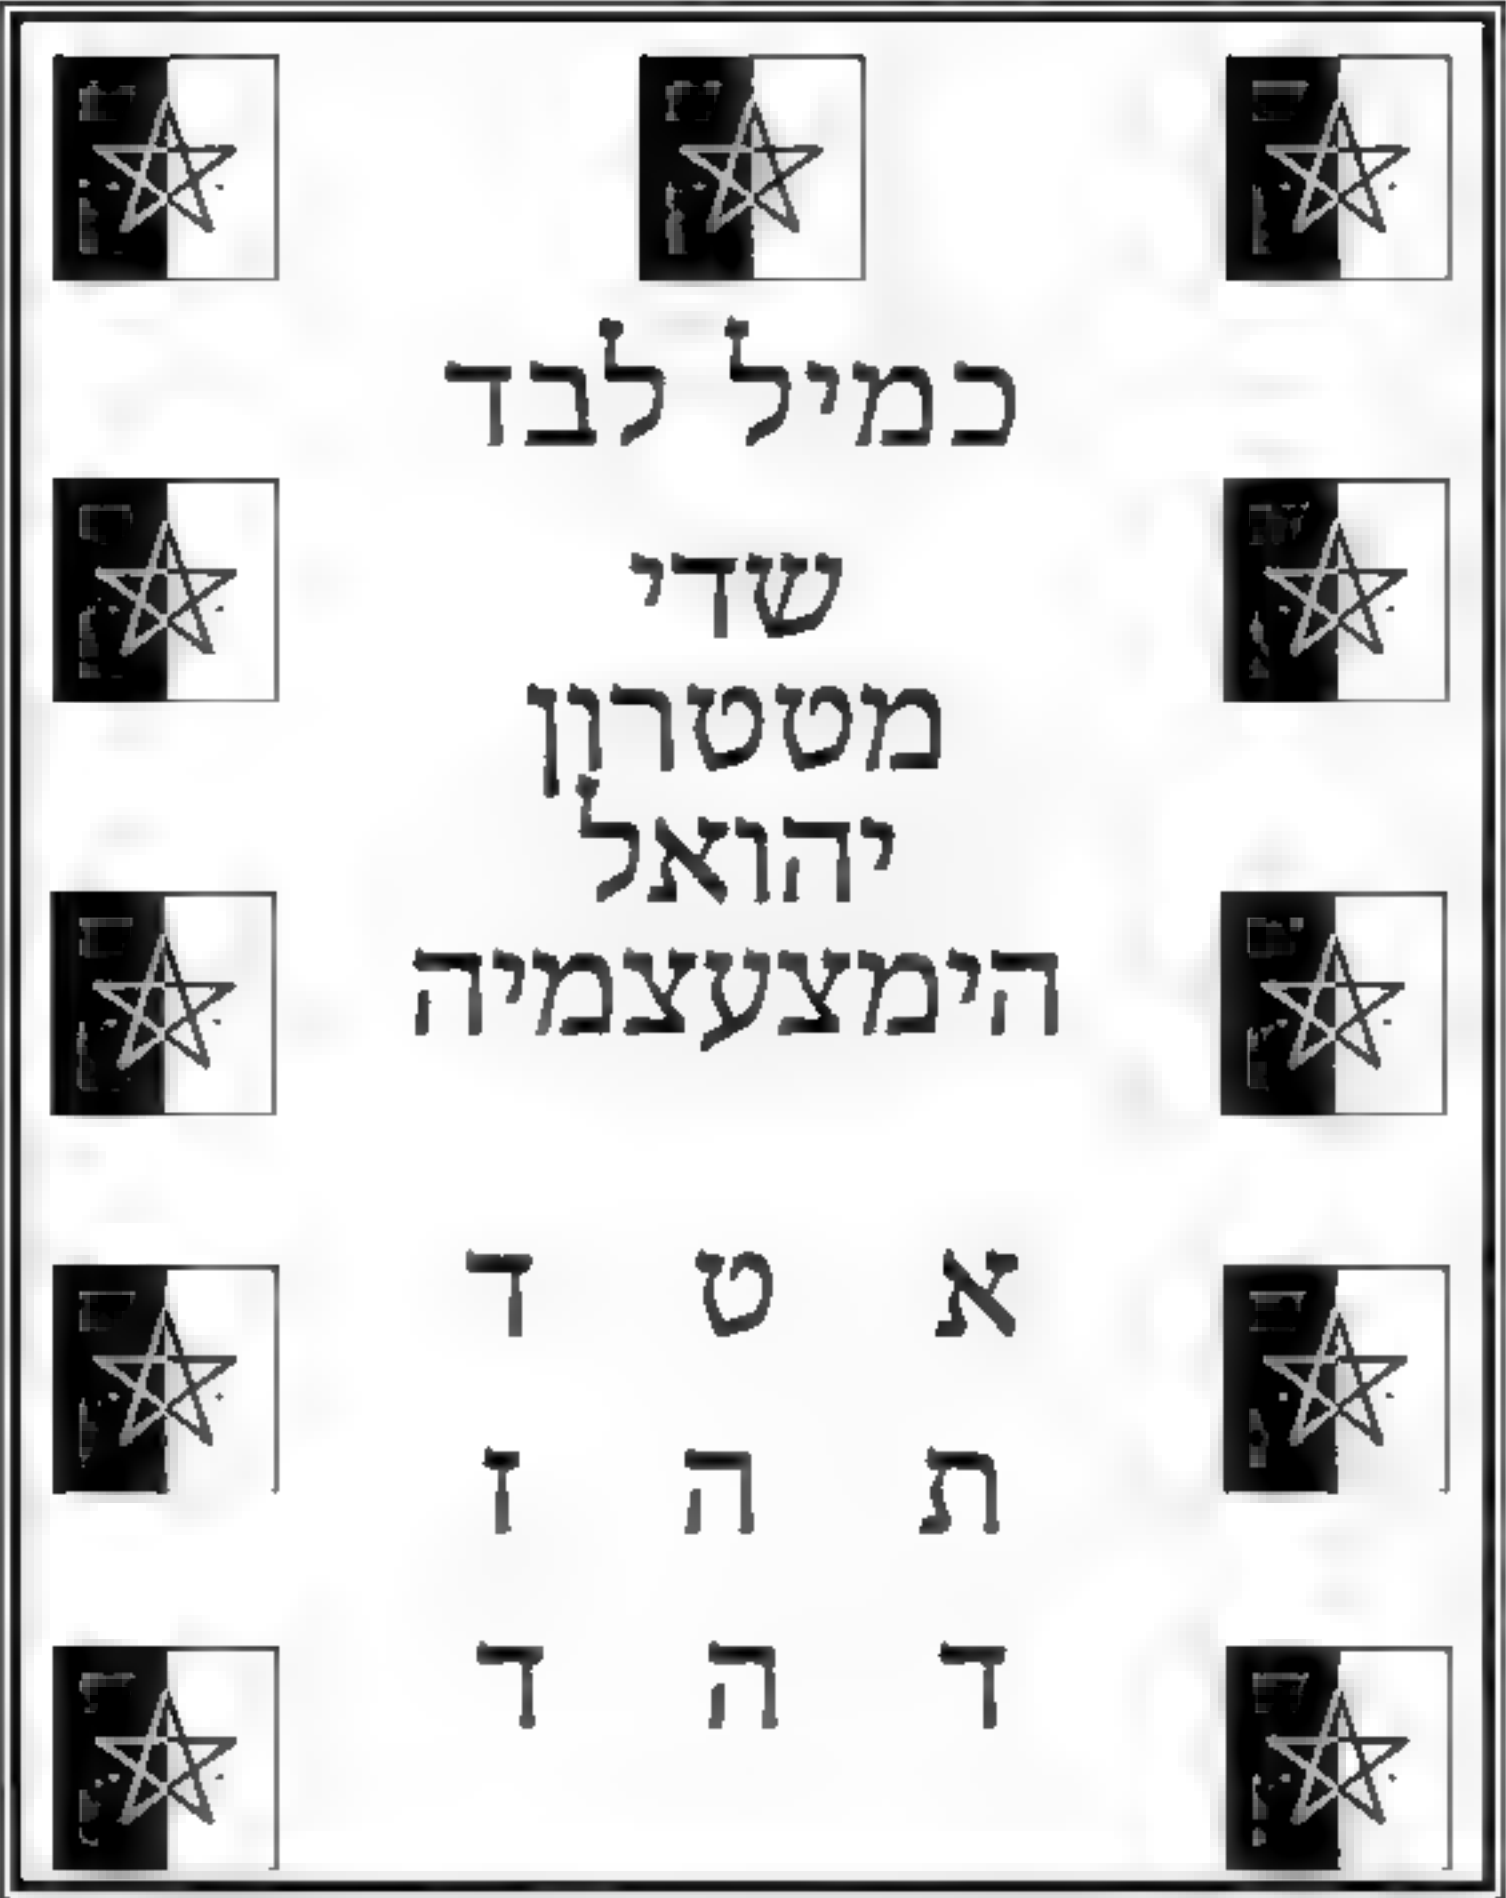 כמיל לבד
שדי
מטטרון
יהואל
הימצעצמיה
א ט ד
ת ה ז
ד ה ד